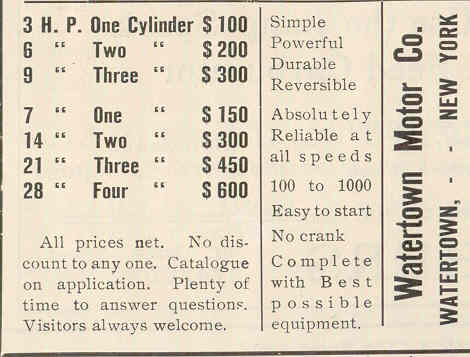 3 H. P. One Cylinder $100
6 “ Two “ $200
9 “ Three “ $300
7 “ One “ $150
14 “ Two “ $300
21 “ Three “ $450
28 “ Four “ $600
All prices net. No dis-
count to any one. Catalogue
on application. Plenty of
time to answer questions.
Visitors always welcome.
Simple
Powerful
Durable
Reversible
Absolutely
Reliable at
all speeds
100 to 1000
Easy to start
No crank
Complete
with Best
possible
equipment.
Watertown Motor Co.
WATERTOWN, - - NEW YORK